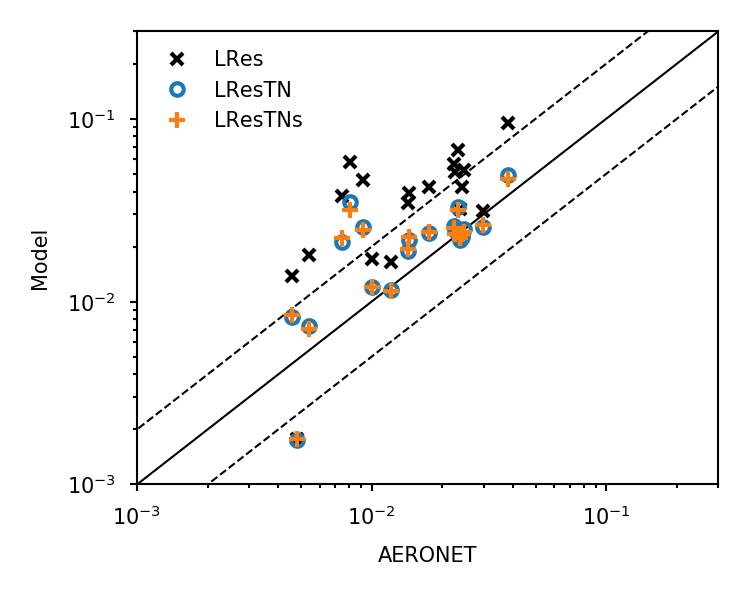 LRes
LResTN
LResTNs
10⁻¹
10⁻²
10⁻³
Model
10⁻³
10⁻²
10⁻¹
AERONET